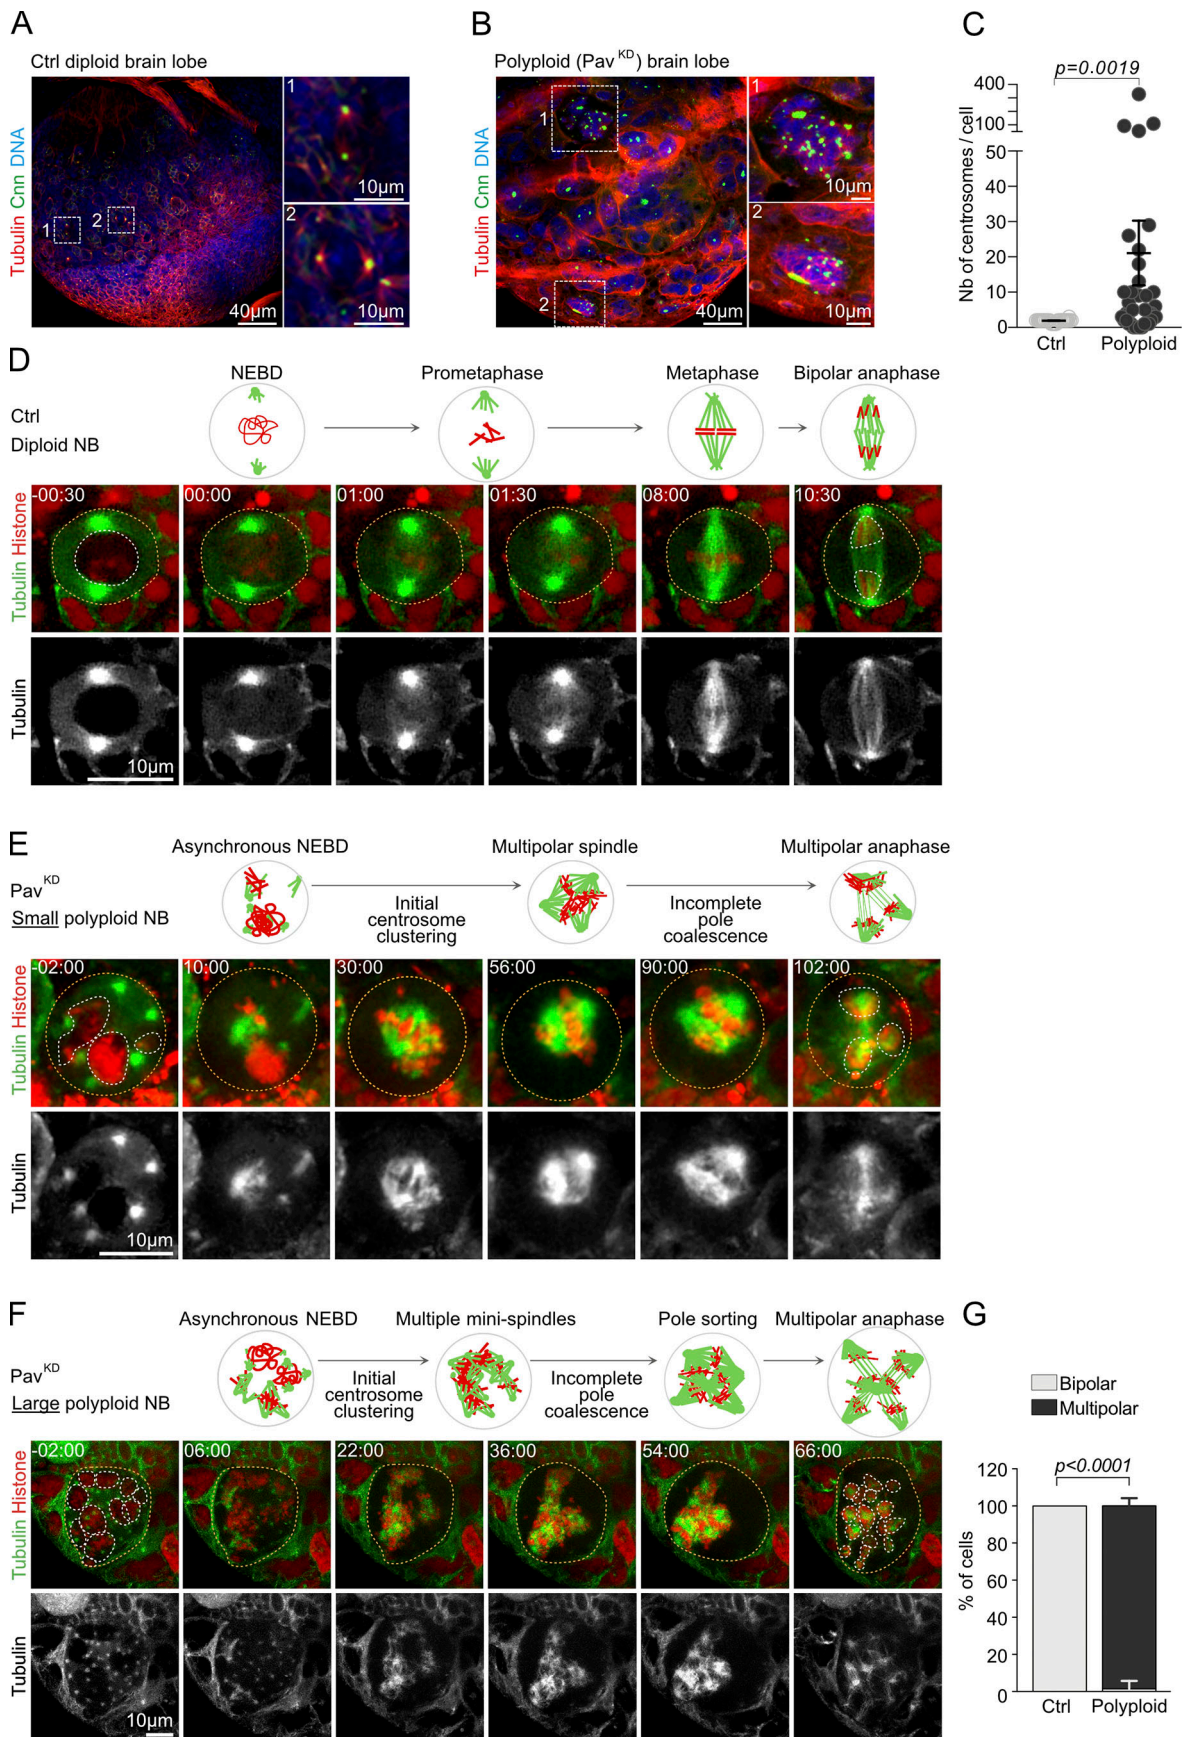 A
Ctrl diploid brain lobe
Tubulin Cnn DNA
1
2
40µm
1
10µm
2
10µm
B
Polyploid (Pav^KD) brain lobe
Tubulin Cnn DNA
1
2
40µm
1
10µm
2
10µm
C
p=0.0019
Nb of centrosomes / cell
400
100
50
30
20
10
0
Ctrl
Polyploid
D
Ctrl
Diploid NB
NEBD
Prometaphase
Metaphase
Bipolar anaphase
Tubulin Histone
-00:30
00:00
01:00
01:30
08:00
10:30
Tubulin
10µm
E
Pav^KD
Small polyploid NB
Asynchronous NEBD
Initial
centrosome
clustering
Multipolar spindle
Incomplete
pole
coalescence
Multipolar anaphase
Tubulin Histone
-02:00
10:00
30:00
56:00
90:00
102:00
Tubulin
10µm
F
Pav^KD
Large polyploid NB
Asynchronous NEBD
Initial
centrosome
clustering
Multiple mini-spindles
Incomplete
pole
coalescence
Pole sorting
Multipolar anaphase
Tubulin Histone
-02:00
06:00
22:00
36:00
54:00
66:00
Tubulin
10µm
G
Bipolar
Multipolar
p<0.0001
% of cells
120
100
80
60
40
20
0
Ctrl
Polyploid